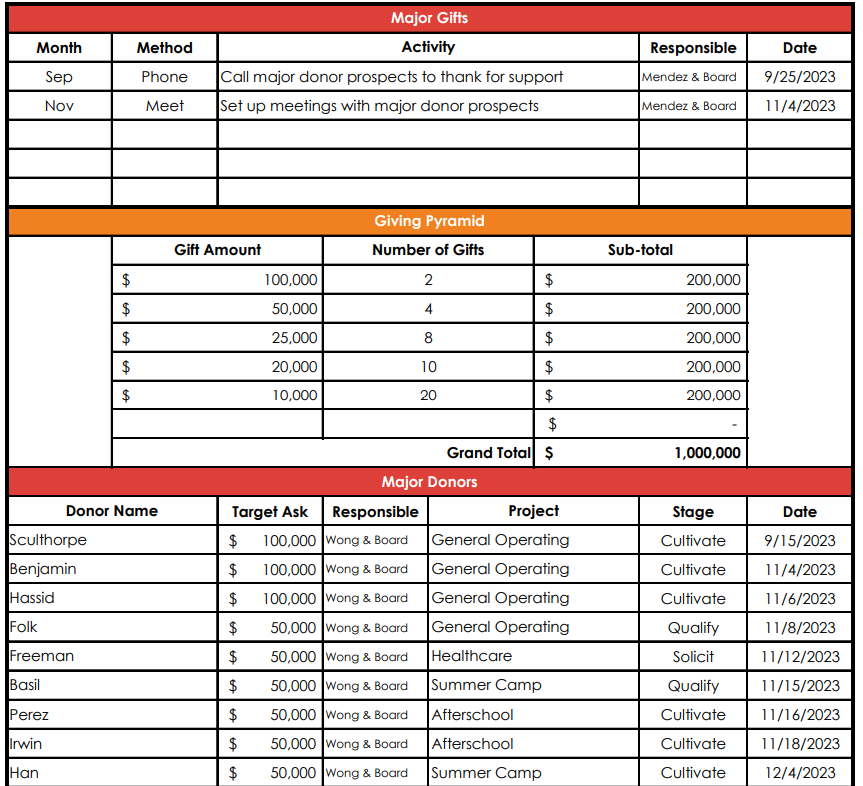 Major Gifts
Month Method Activity Responsible Date
Sep Phone Call major donor prospects to thank for support Mendez & Board 9/25/2023
Nov Meet Set up meetings with major donor prospects Mendez & Board 11/4/2023
Giving Pyramid
Gift Amount Number of Gifts Sub-total
$ 100,000 2 $ 200,000
$ 50,000 4 $ 200,000
$ 25,000 8 $ 200,000
$ 20,000 10 $ 200,000
$ 10,000 20 $ 200,000
$ -
Grand Total $ 1,000,000
Major Donors
Donor Name Target Ask Responsible Project Stage Date
Sculthorpe $ 100,000 Wong & Board General Operating Cultivate 9/15/2023
Benjamin $ 100,000 Wong & Board General Operating Cultivate 11/4/2023
Hassid $ 100,000 Wong & Board General Operating Cultivate 11/6/2023
Folk $ 50,000 Wong & Board General Operating Qualify 11/8/2023
Freeman $ 50,000 Wong & Board Healthcare Solicit 11/12/2023
Basil $ 50,000 Wong & Board Summer Camp Qualify 11/15/2023
Perez $ 50,000 Wong & Board Afterschool Cultivate 11/16/2023
Irwin $ 50,000 Wong & Board Afterschool Cultivate 11/18/2023
Han $ 50,000 Wong & Board Summer Camp Cultivate 12/4/2023